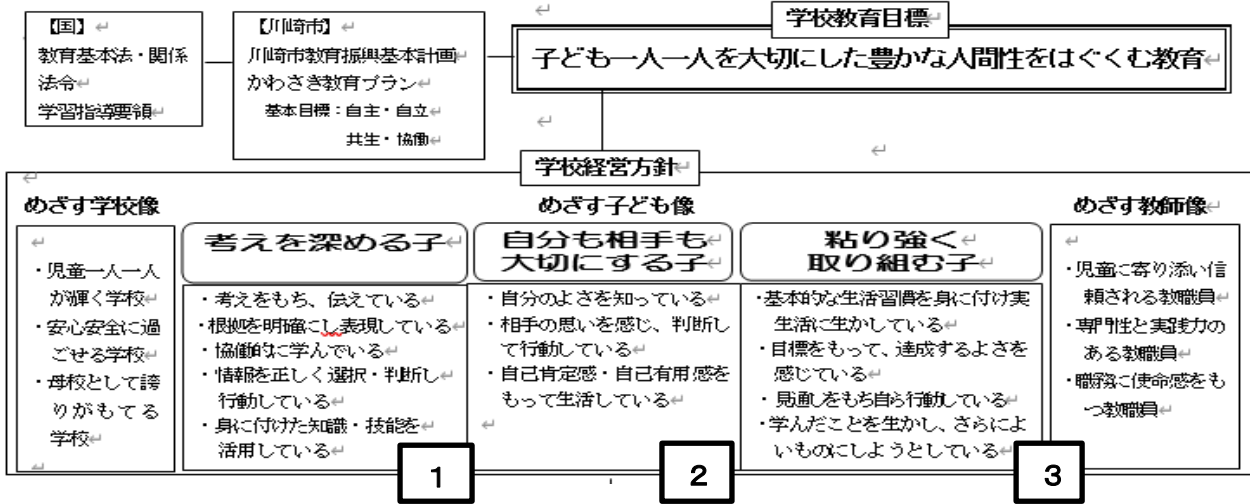 【国】
教育基本法・関係
法令
学習指導要領
【川崎市】
川崎市教育振興基本計画
かわさき教育プラン
基本目標：自主・自立
共生・協働
学校教育目標
子ども一人一人を大切にした豊かな人間性をはぐくむ教育
学校経営方針
めざす学校像
・児童一人一人
が輝く学校
・安心安全に過
ごせる学校
・母校として誇
りがもてる
学校
めざす子ども像
考えを深める子
・考えをもち、伝えている
・根拠を明確にし表現している
・協働的に学んでいる
・情報を正しく選択・判断し
行動している
・身に付けた知識・技能を
活用している
1
自分も相手も
大切にする子
・自分のよさを知っている
・相手の思いを感じ、判断し
て行動している
・自己肯定感・自己有用感を
もって生活している
2
粘り強く
取り組む子
・基本的な生活習慣を身に付け実
生活に生かしている
・目標をもって、達成するよさを
感じている
・見通しをもち自ら行動している
・学んだことを生かし、さらによ
いものにしようとしている
3
めざす教師像
・児童に寄り添い信
頼される教職員
・専門性と実践力の
ある教職員
・職務に使命感をも
つ教職員